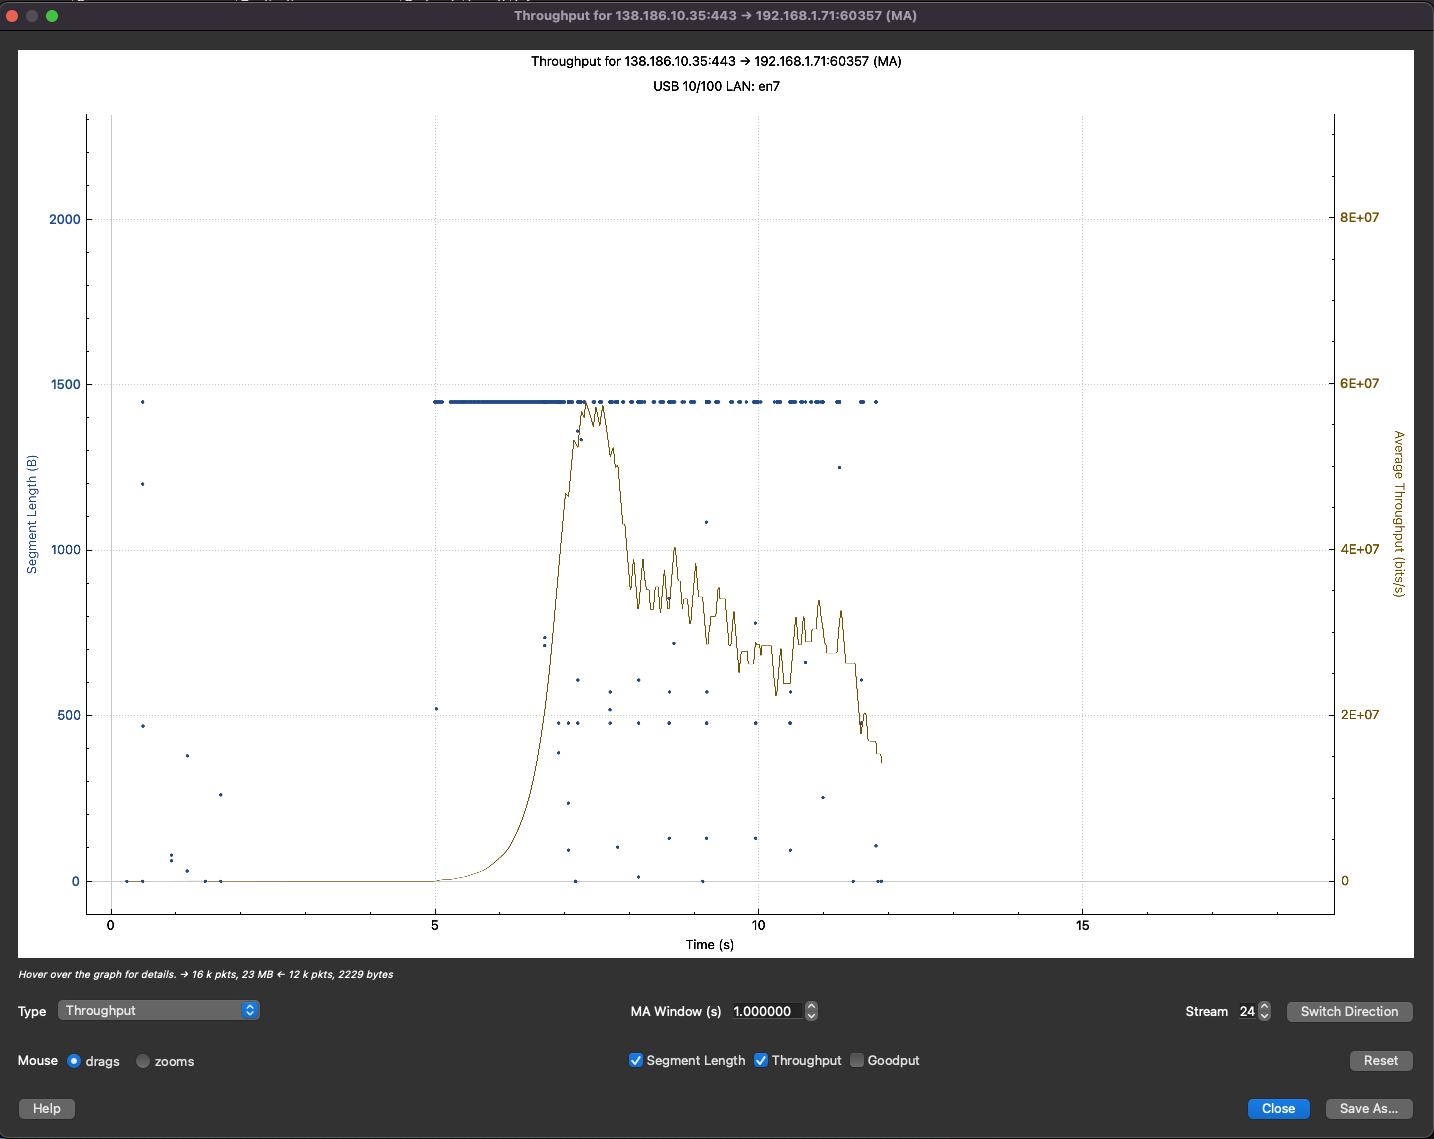 Throughput for 138.186.10.35:443 → 192.168.1.71:60357 (MA)
Throughput for 138.186.10.35:443 → 192.168.1.71:60357 (MA)
USB 10/100 LAN: en7
2000
1500
1000
500
0
Segment Length (B)
8E+07
6E+07
4E+07
2E+07
0
Average Throughput (bits/s)
0
5
10
15
Time (s)
Hover over the graph for details. → 16 k pkts, 23 MB ← 12 k pkts, 2229 bytes
Type Throughput MA Window (s) 1.000000 Stream 24 Switch Direction
Mouse drags zooms Segment Length Throughput Goodput Reset
Help Close Save As...